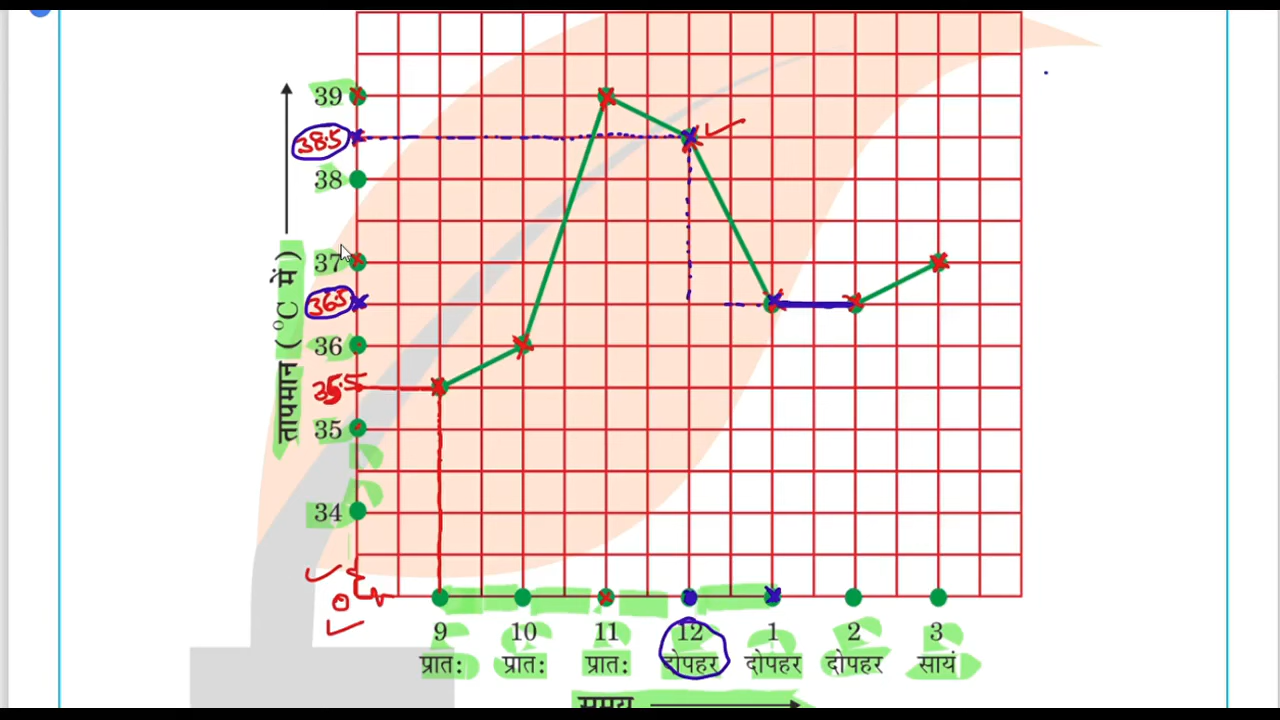 39
38.5
38
37
36.5
36
35.5
35
34
0
तापमान (°C में)
9 10 11 12 1 2 3
प्रातः प्रातः प्रातः दोपहर दोपहर दोपहर सायं
समय